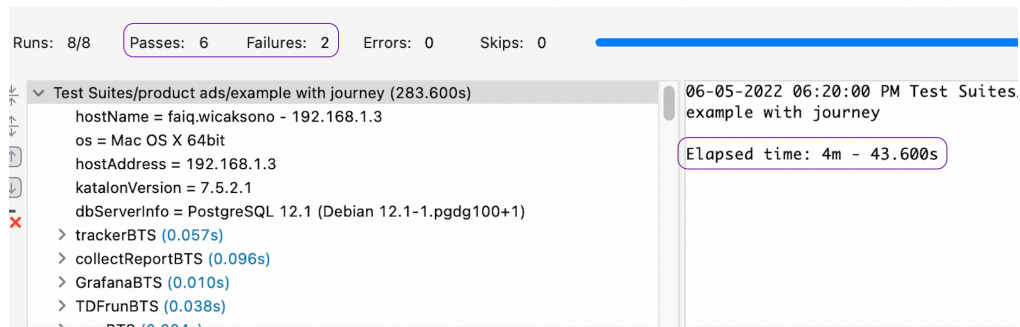 Runs: 8/8 Passes: 6 Failures: 2 Errors: 0 Skips: 0
Test Suites/product ads/example with journey (283.600s)
hostName = faiq.wicaksono - 192.168.1.3
os = Mac OS X 64bit
hostAddress = 192.168.1.3
katalonVersion = 7.5.2.1
dbServerInfo = PostgreSQL 12.1 (Debian 12.1-1.pgdg100+1)
trackerBTS (0.057s)
collectReportBTS (0.096s)
GrafanaBTS (0.010s)
TDFrunBTS (0.038s)
06-05-2022 06:20:00 PM Test Suites/
example with journey
Elapsed time: 4m - 43.600s